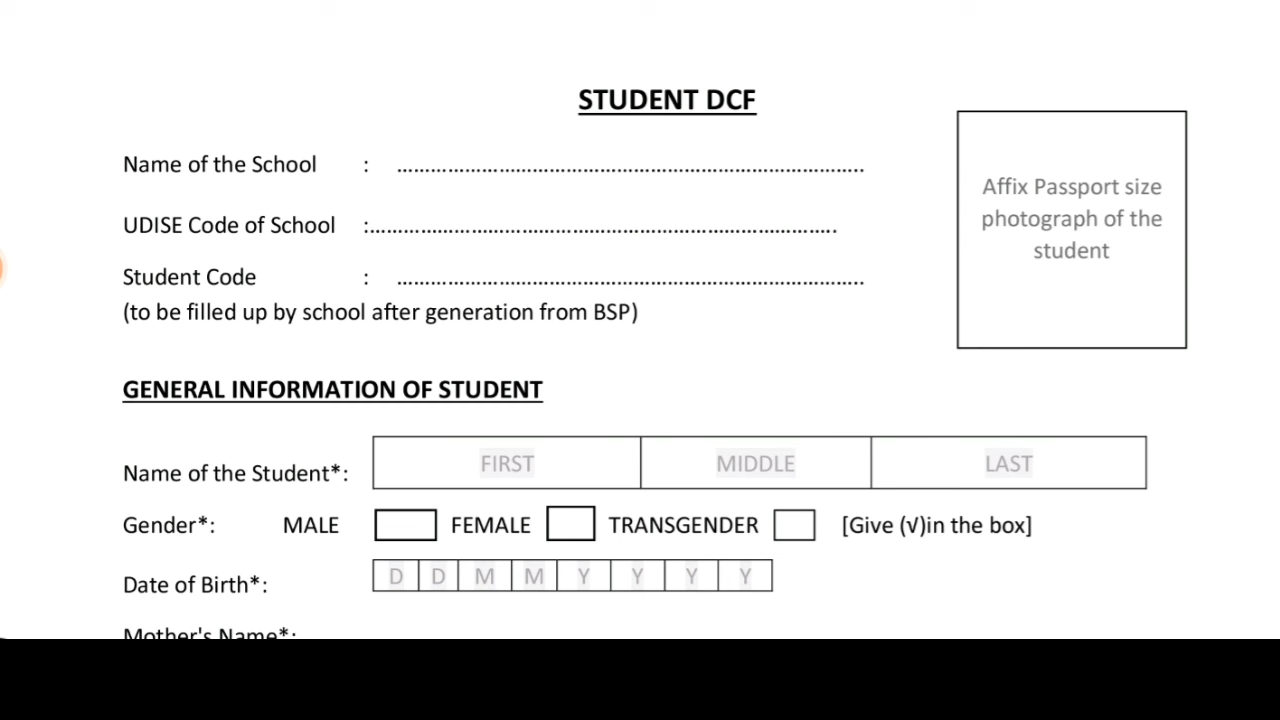 STUDENT DCF
Name of the School : ……………………………………………………………………..
Affix Passport size
photograph of the
student
UDISE Code of School :……………………………………………………………………….
Student Code : ……………………………………………………………………..
(to be filled up by school after generation from BSP)
GENERAL INFORMATION OF STUDENT
Name of the Student*: FIRST MIDDLE LAST
Gender*: MALE FEMALE TRANSGENDER [Give (√)in the box]
Date of Birth*: D D M M Y Y Y Y
Mother's Name*: